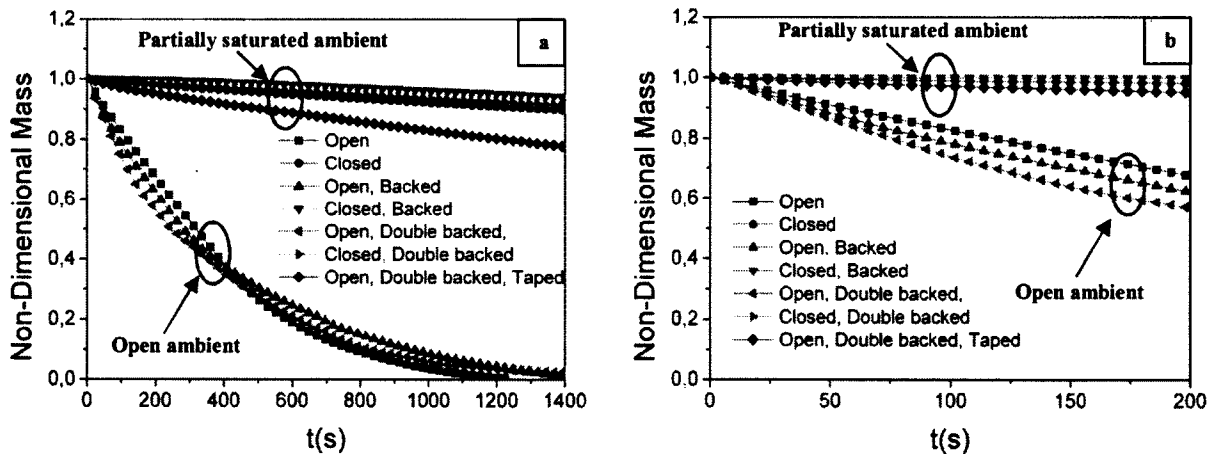 a
Partially saturated ambient
Non-Dimensional Mass
1,2
1,0
0,8
0,6
0,4
0,2
0,0
Open
Closed
Open, Backed
Closed, Backed
Open, Double backed,
Closed, Double backed
Open, Double backed, Taped
Open ambient
0 200 400 600 800 1000 1200 1400
t(s)
b
Partially saturated ambient
Non-Dimensional Mass
1,2
1,0
0,8
0,6
0,4
0,2
0,0
Open
Closed
Open, Backed
Closed, Backed
Open, Double backed,
Closed, Double backed
Open, Double backed, Taped
Open ambient
0 50 100 150 200
t(s)